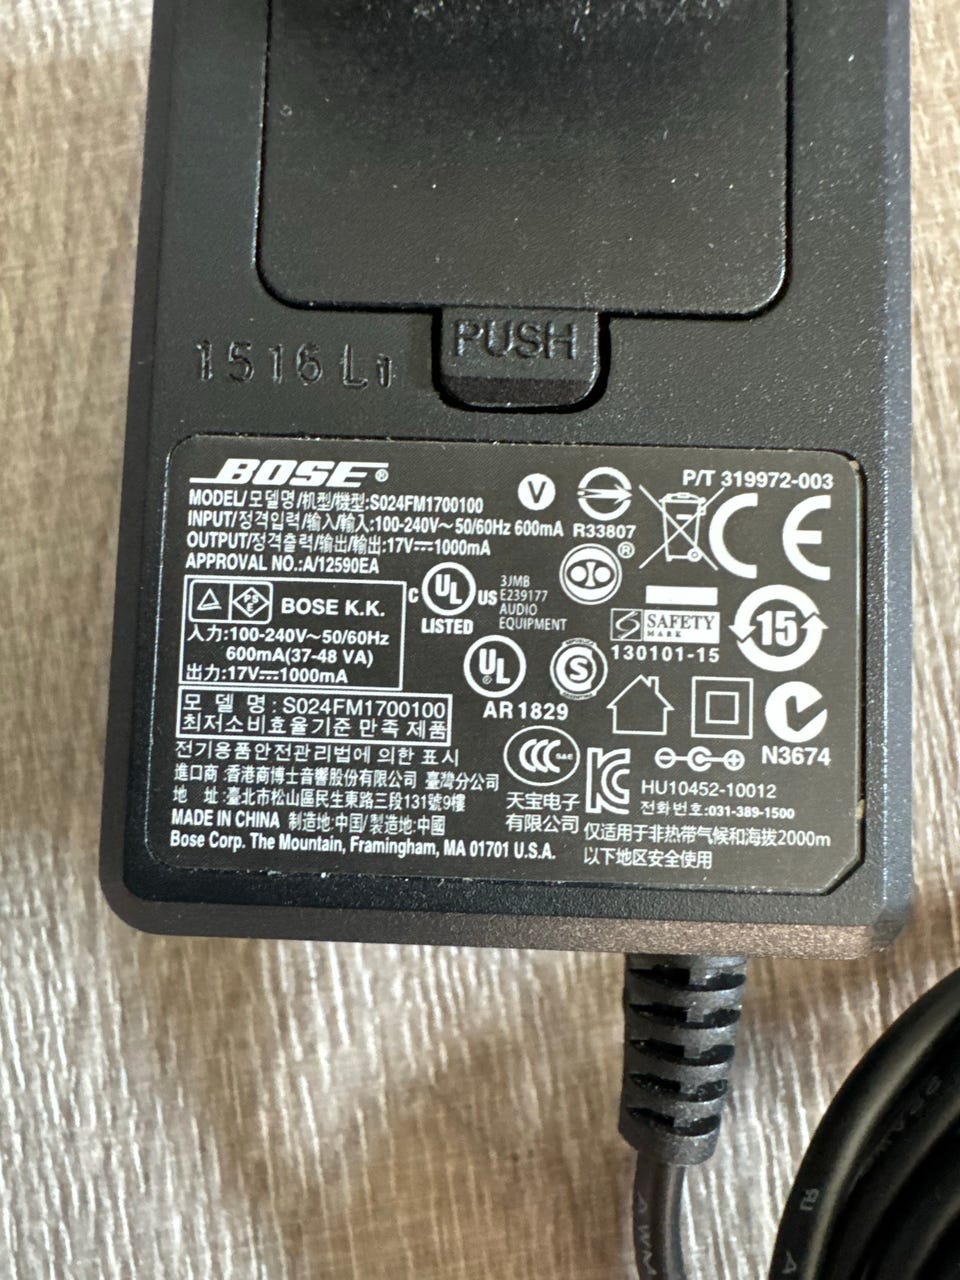 PUSH
1516L1
BOSE®
P/T 319972-003
MODEL/모델명/机型/機型:S024FM1700100
INPUT/정격입력/输入/輸入:100-240V～50/60Hz 600mA
OUTPUT/정격출력/输出/輸出:17V⎓1000mA
APPROVAL NO.:A/12590EA
V
R33807
CE
PS
E
BOSE K.K.
入力:100-240V～50/60Hz
600mA(37-48 VA)
出力:17V⎓1000mA
C UL US
LISTED
3JMB
E239177
AUDIO
EQUIPMENT
®
S SAFETY
MARK
130101-15
15
UL
AR1829
S
모 델 명 : S024FM1700100
최저소비효율기준 만족 제품
N3674
전기용품안전관리법에 의한 표시
進口商 :香港商博士音響股份有限公司 臺灣分公司
地 址 :臺北市松山區民生東路三段131號9樓
MADE IN CHINA 制造地:中国/製造地:中國
Bose Corp. The Mountain, Framingham, MA 01701 U.S.A.
CCC S&E
天宝电子
有限公司
HU10452-10012
전화번호:031-389-1500
仅适用于非热带气候和海拔2000m
以下地区安全使用